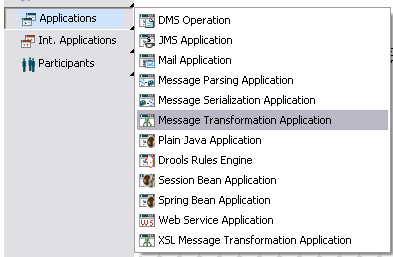 Applications
Int. Applications
Participants
DMS Operation
JMS Application
Mail Application
Message Parsing Application
Message Serialization Application
Message Transformation Application
Plain Java Application
Drools Rules Engine
Session Bean Application
Spring Bean Application
Web Service Application
XSL Message Transformation Application